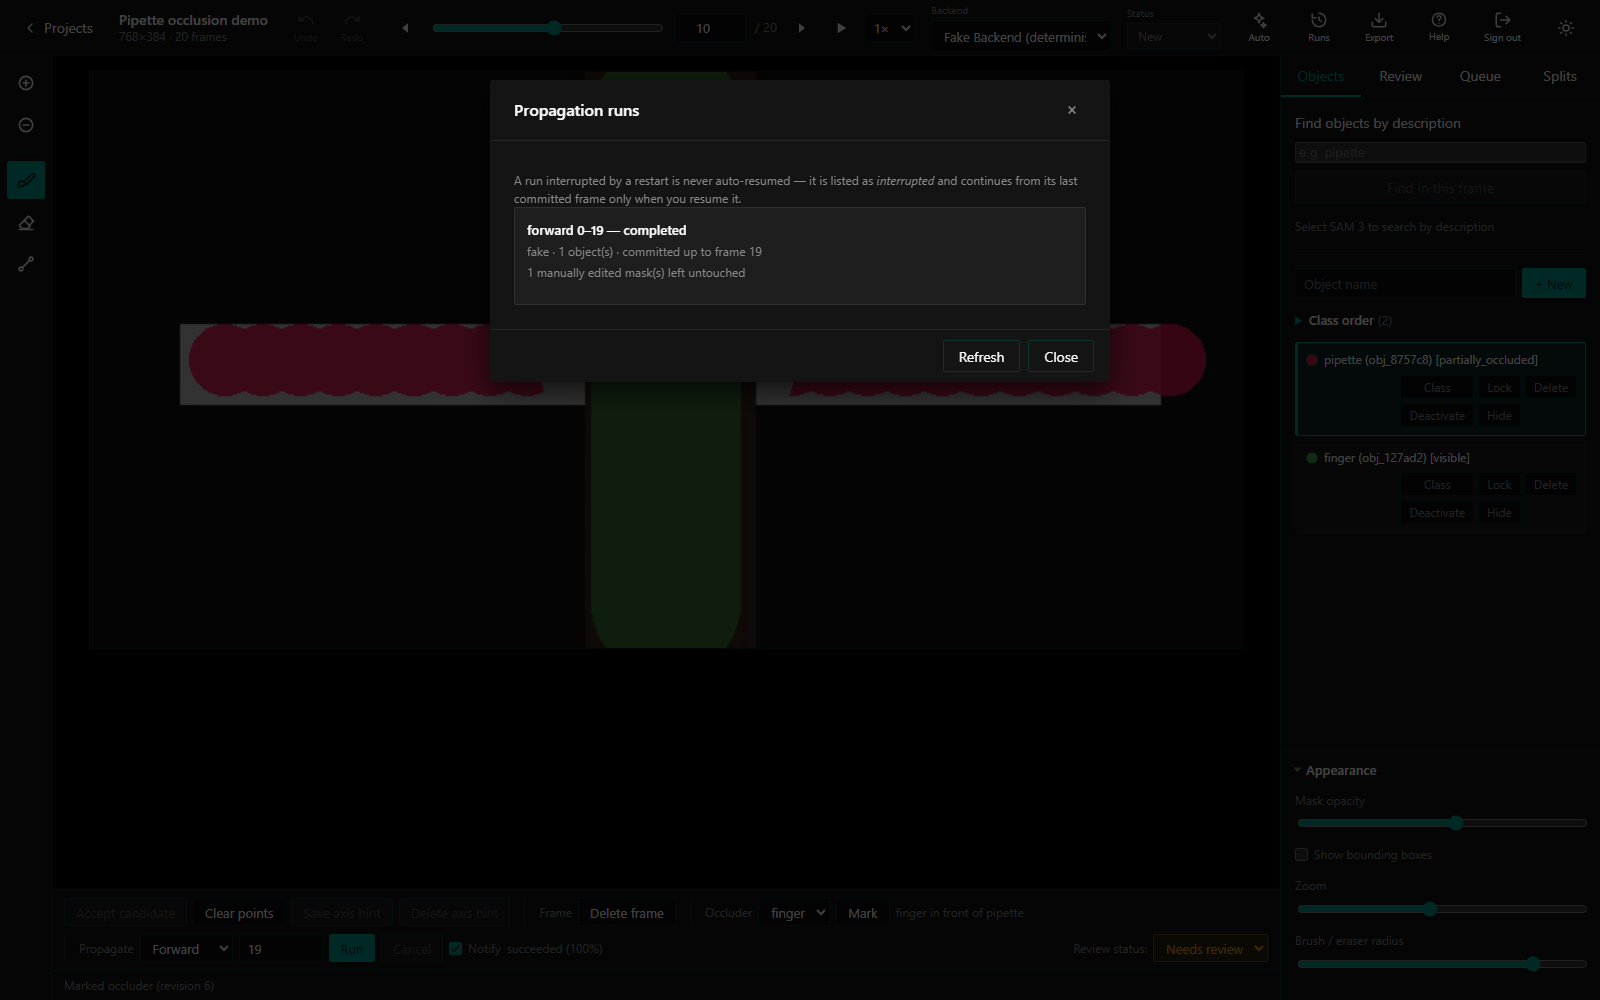 Projects
Pipette occlusion demo
768×384 · 20 frames
Undo
Redo
10
/ 20
1×
Backend
Fake Backend (determini:
Status
New
Auto
Runs
Export
Help
Sign out
Objects
Review
Queue
Splits
Propagation runs
×
A run interrupted by a restart is never auto-resumed — it is listed as interrupted and continues from its last
committed frame only when you resume it.
forward 0–19 — completed
fake · 1 object(s) · committed up to frame 19
1 manually edited mask(s) left untouched
Refresh
Close
Find objects by description
e.g. pipette
Find in this frame
Select SAM 3 to search by description
Object name
+ New
Class order (2)
pipette (obj_8757c8) [partially_occluded]
Class
Lock
Delete
Deactivate
Hide
finger (obj_127ad2) [visible]
Class
Lock
Delete
Deactivate
Hide
Appearance
Mask opacity
Show bounding boxes
Zoom
Brush / eraser radius
Accept candidate
Clear points
Save axis hint
Delete axis hint
Frame
Delete frame
Occluder
finger
Mark
finger in front of pipette
Propagate
Forward
19
Run
Cancel
Notify
succeeded (100%)
Review status:
Needs review
Marked occluder (revision 6)